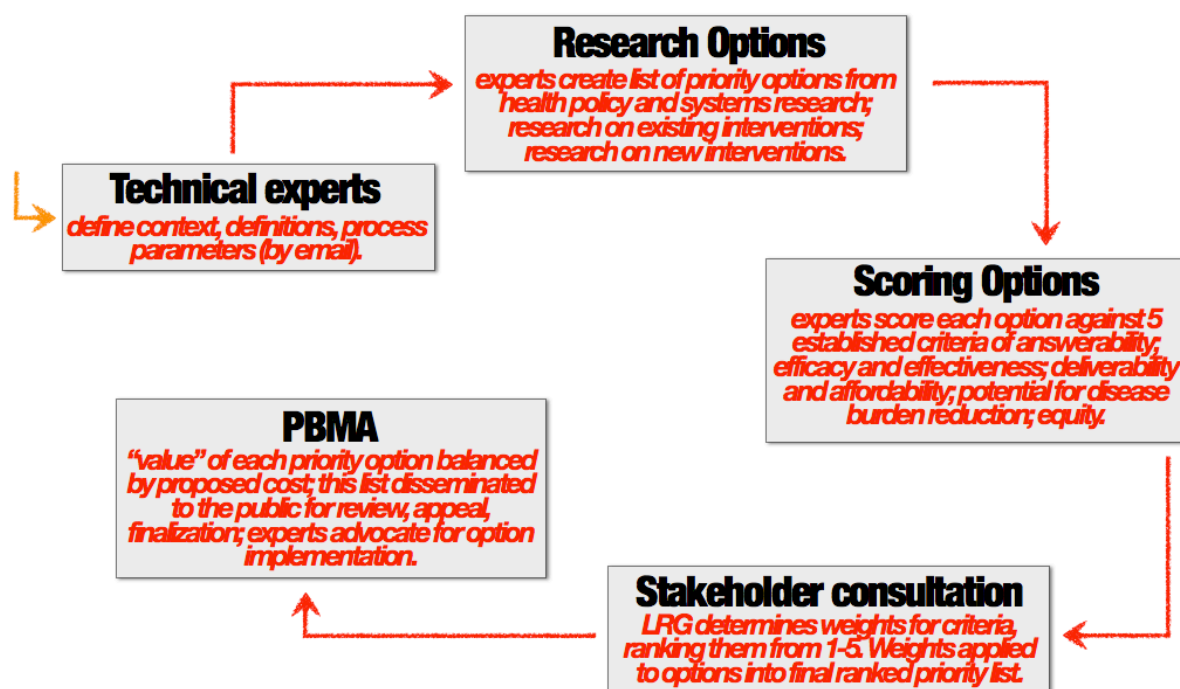 Research Options
experts create list of priority options from
health policy and systems research;
research on existing interventions;
research on new interventions.
Technical experts
define context, definitions, process
parameters (by email).
Scoring Options
experts score each option against 5
established criteria of answerability;
efficacy and effectiveness; deliverability
and affordability; potential for disease
burden reduction; equity.
PBMA
“value” of each priority option balanced
by proposed cost; this list disseminated
to the public for review, appeal,
finalization; experts advocate for option
implementation.
Stakeholder consultation
LRG determines weights for criteria,
ranking them from 1-5. Weights applied
to options into final ranked priority list.